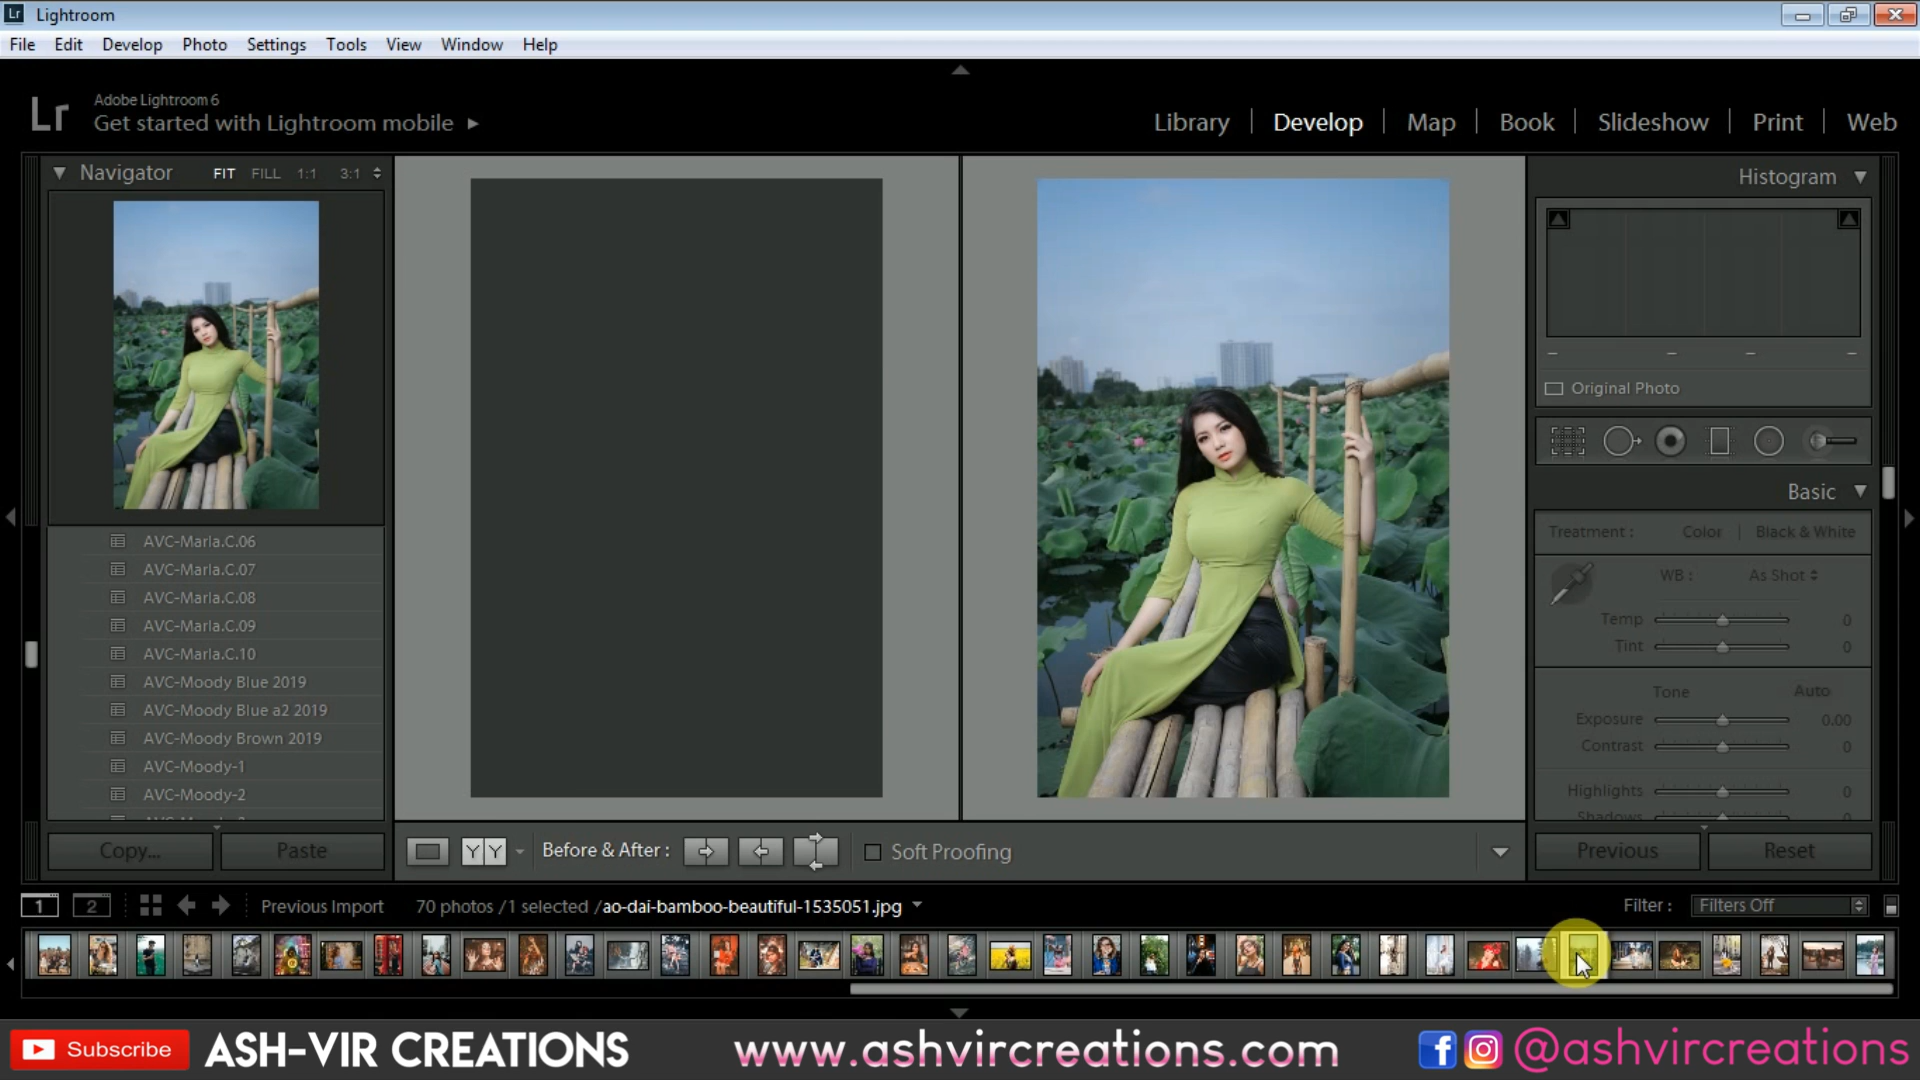 Lr Lightroom
File Edit Develop Photo Settings Tools View Window Help
Lr
Adobe Lightroom 6
Get started with Lightroom mobile
Library | Develop | Map | Book | Slideshow | Print | Web
Navigator FIT FILL 1:1 3:1
AVC-Marla.C.06
AVC-Marla.C.07
AVC-Marla.C.08
AVC-Marla.C.09
AVC-Marla.C.10
AVC-Moody Blue 2019
AVC-Moody Blue a2 2019
AVC-Moody Brown 2019
AVC-Moody-1
AVC-Moody-2
Copy... Paste
Histogram
Original Photo
Basic
Treatment : Color | Black & White
WB : As Shot
Temp 0
Tint 0
Tone Auto
Exposure 0.00
Contrast 0
Highlights 0
Shadows
Previous Reset
YY Before & After : Soft Proofing
1 2 Previous Import 70 photos /1 selected /ao-dai-bamboo-beautiful-1535051.jpg Filter : Filters Off
Subscribe ASH-VIR CREATIONS www.ashvircreations.com @ashvircreations